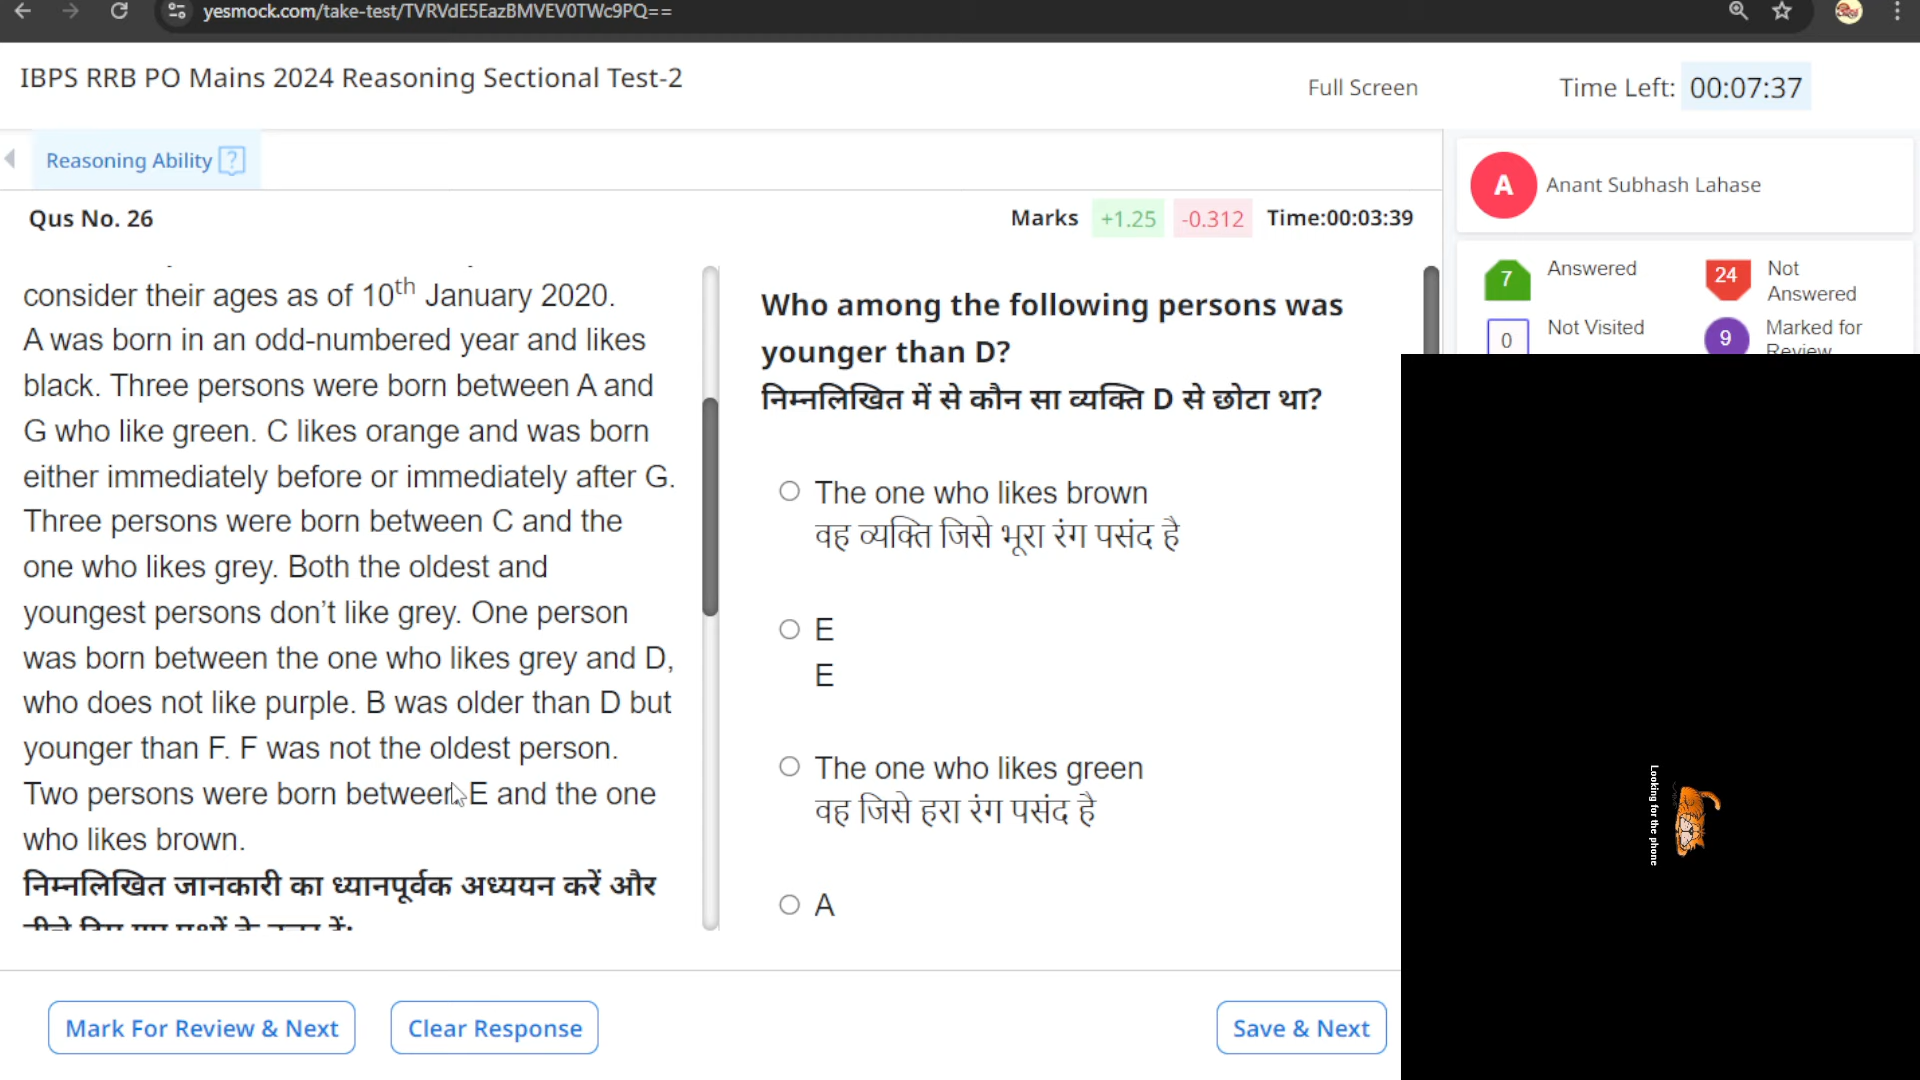 yesmock.com/take-test/TVRVdE5EazBMVEV0TWc9PQ==
IBPS RRB PO Mains 2024 Reasoning Sectional Test-2
Full Screen
Time Left: 00:07:37
Reasoning Ability ?
A
Anant Subhash Lahase
Qus No. 26
Marks +1.25 -0.312 Time:00:03:39
7 Answered
24 Not
Answered
0 Not Visited
9 Marked for
Review
consider their ages as of 10th January 2020.
A was born in an odd-numbered year and likes
black. Three persons were born between A and
G who like green. C likes orange and was born
either immediately before or immediately after G.
Three persons were born between C and the
one who likes grey. Both the oldest and
youngest persons don’t like grey. One person
was born between the one who likes grey and D,
who does not like purple. B was older than D but
younger than F. F was not the oldest person.
Two persons were born between E and the one
who likes brown.
निम्नलिखित जानकारी का ध्यानपूर्वक अध्ययन करें और
Who among the following persons was
younger than D?
निम्नलिखित में से कौन सा व्यक्ति D से छोटा था?
The one who likes brown
वह व्यक्ति जिसे भूरा रंग पसंद है
E
E
The one who likes green
वह जिसे हरा रंग पसंद है
A
Looking for the phone
Mark For Review & Next
Clear Response
Save & Next